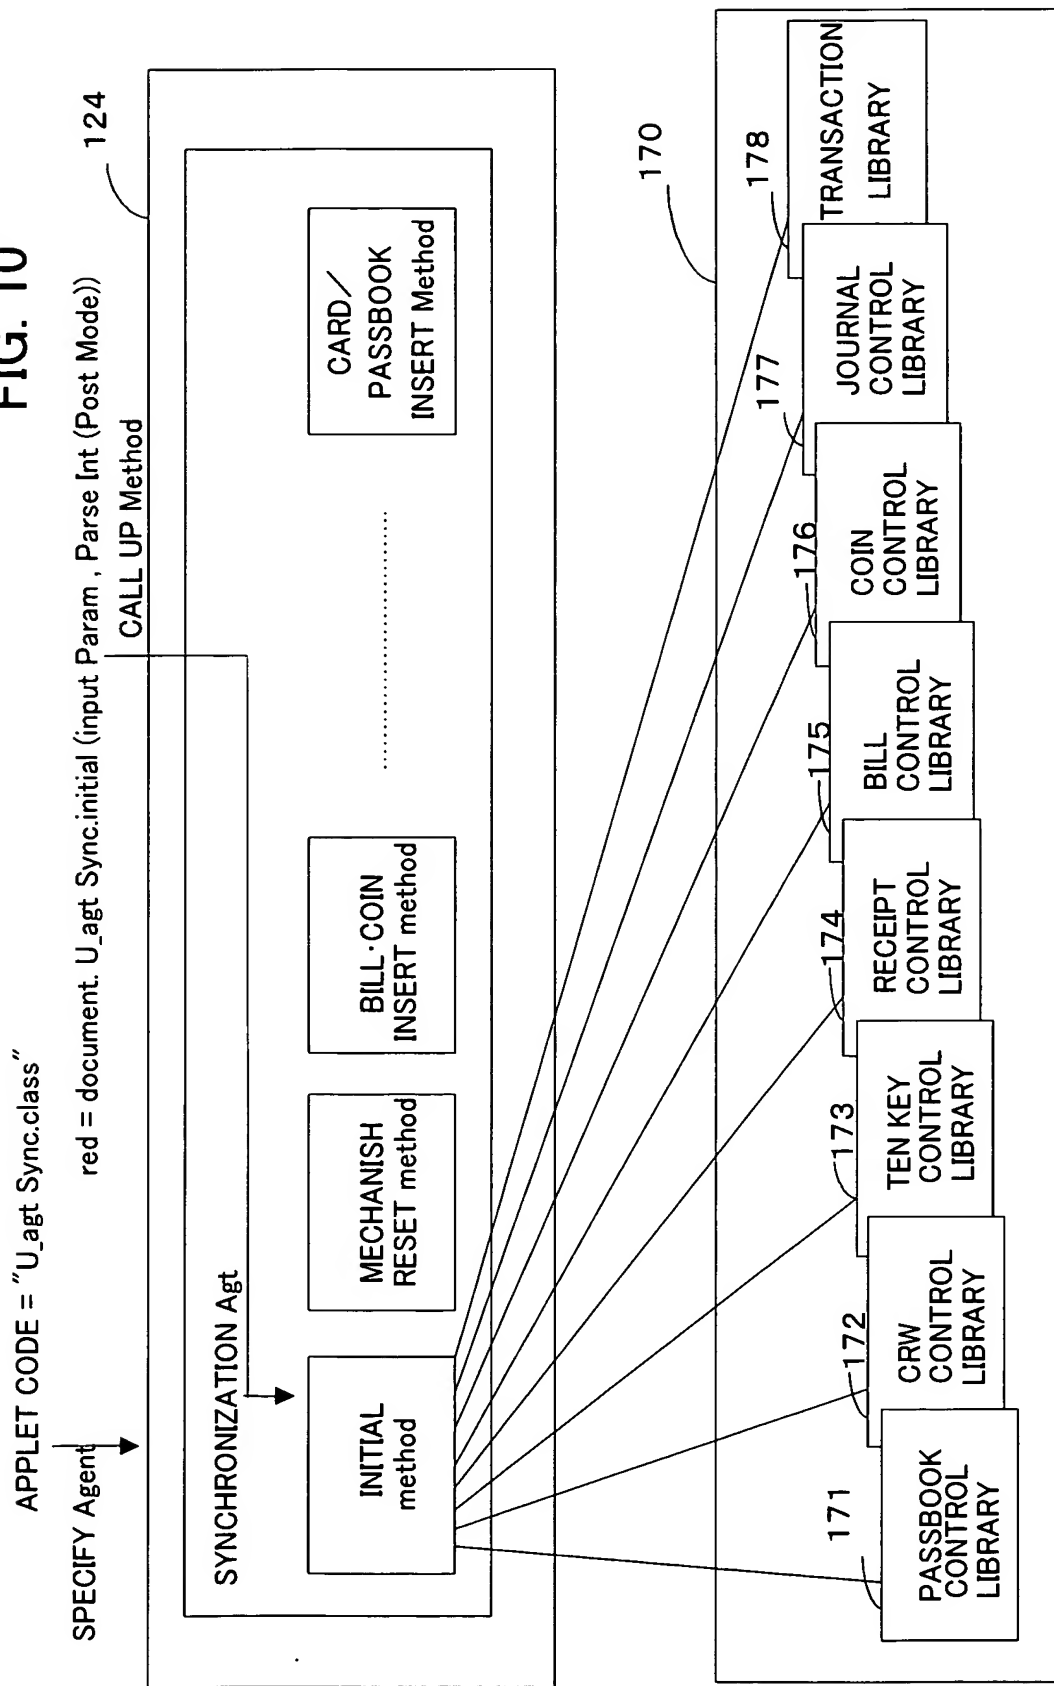 FIG. 10
APPLET CODE = "U_agt Sync.class"
SPECIFY Agent
red = document. U_agt Sync.initial (input Param , Parse Int (Post Mode))
CALL UP Method
124
SYNCHRONIZATION Agt
INITIAL
method
MECHANISH
RESET method
BILL·COIN
INSERT method
CARD/
PASSBOOK
INSERT Method
170
171
PASSBOOK
CONTROL
LIBRARY
172
CRW
CONTROL
LIBRARY
173
TEN KEY
CONTROL
LIBRARY
174
RECEIPT
CONTROL
LIBRARY
175
BILL
CONTROL
LIBRARY
176
COIN
CONTROL
LIBRARY
177
JOURNAL
CONTROL
LIBRARY
178
TRANSACTION
LIBRARY